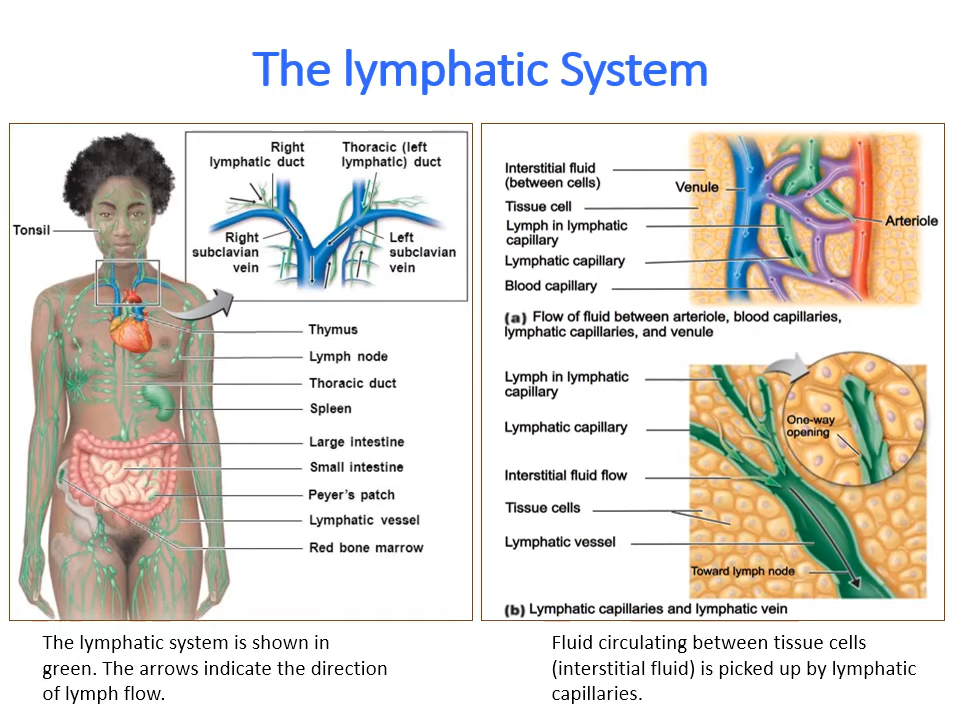 The lymphatic System
Right
lymphatic duct
Thoracic (left
lymphatic) duct
Tonsil
Right
subclavian
vein
Left
subclavian
vein
Thymus
Lymph node
Thoracic duct
Spleen
Large intestine
Small intestine
Peyer's patch
Lymphatic vessel
Red bone marrow
The lymphatic system is shown in
green. The arrows indicate the direction
of lymph flow.
Interstitial fluid
(between cells)
Venule
Tissue cell
Arteriole
Lymph in lymphatic
capillary
Lymphatic capillary
Blood capillary
(a) Flow of fluid between arteriole, blood capillaries,
lymphatic capillaries, and venule
Lymph in lymphatic
capillary
One-way
opening
Lymphatic capillary
Interstitial fluid flow
Tissue cells
Lymphatic vessel
Toward lymph node
(b) Lymphatic capillaries and lymphatic vein
Fluid circulating between tissue cells
(interstitial fluid) is picked up by lymphatic
capillaries.